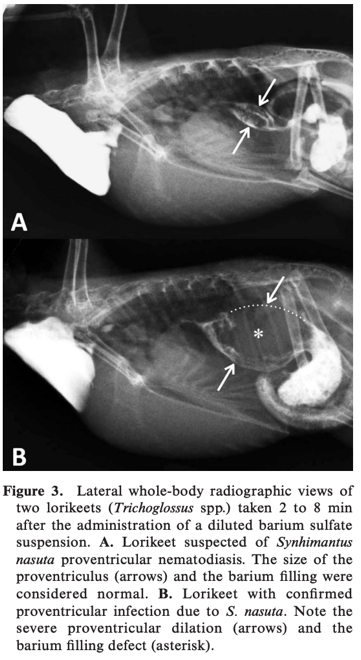 A
*
B
Figure 3. Lateral whole-body radiographic views of
two lorikeets (Trichoglossus spp.) taken 2 to 8 min
after the administration of a diluted barium sulfate
suspension. A. Lorikeet suspected of Synhimantus
nasuta proventricular nematodiasis. The size of the
proventriculus (arrows) and the barium filling were
considered normal. B. Lorikeet with confirmed
proventricular infection due to S. nasuta. Note the
severe proventricular dilation (arrows) and the
barium filling defect (asterisk).